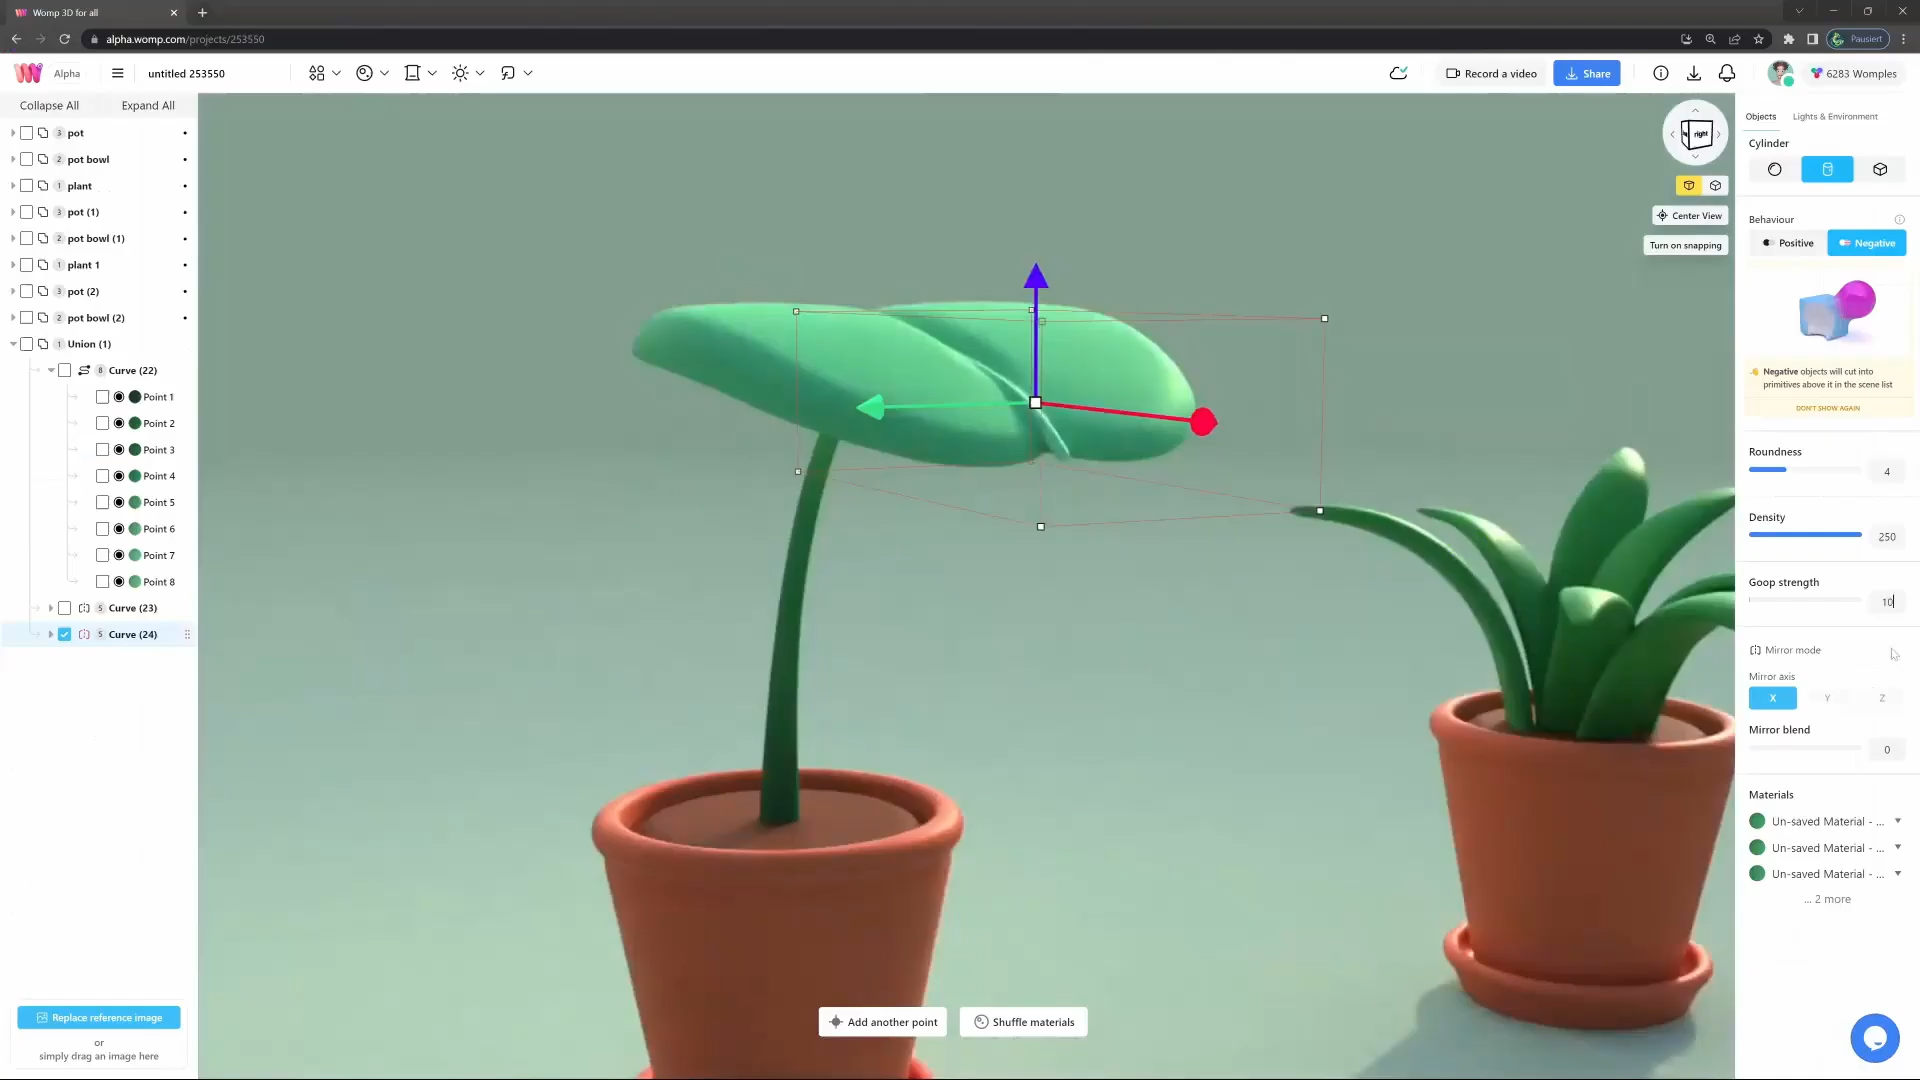 Womp 3D for all
alpha.womp.com/projects/253550
Pausiert
Alpha
untitled 253550
Record a video
Share
6283 Womples
Collapse All
Expand All
3 pot
2 pot bowl
1 plant
3 pot (1)
2 pot bowl (1)
1 plant 1
3 pot (2)
2 pot bowl (2)
1 Union (1)
8 Curve (22)
Point 1
Point 2
Point 3
Point 4
Point 5
Point 6
Point 7
Point 8
5 Curve (23)
5 Curve (24)
Replace reference image
or
simply drag an image here
right
Center View
Turn on snapping
Add another point
Shuffle materials
Objects
Lights & Environment
Cylinder
Behaviour
Positive
Negative
Negative objects will cut into
primitives above it in the scene list
DON'T SHOW AGAIN
Roundness
4
Density
250
Goop strength
10
Mirror mode
Mirror axis
X
Y
Z
Mirror blend
0
Materials
Un-saved Material - ...
Un-saved Material - ...
Un-saved Material - ...
... 2 more